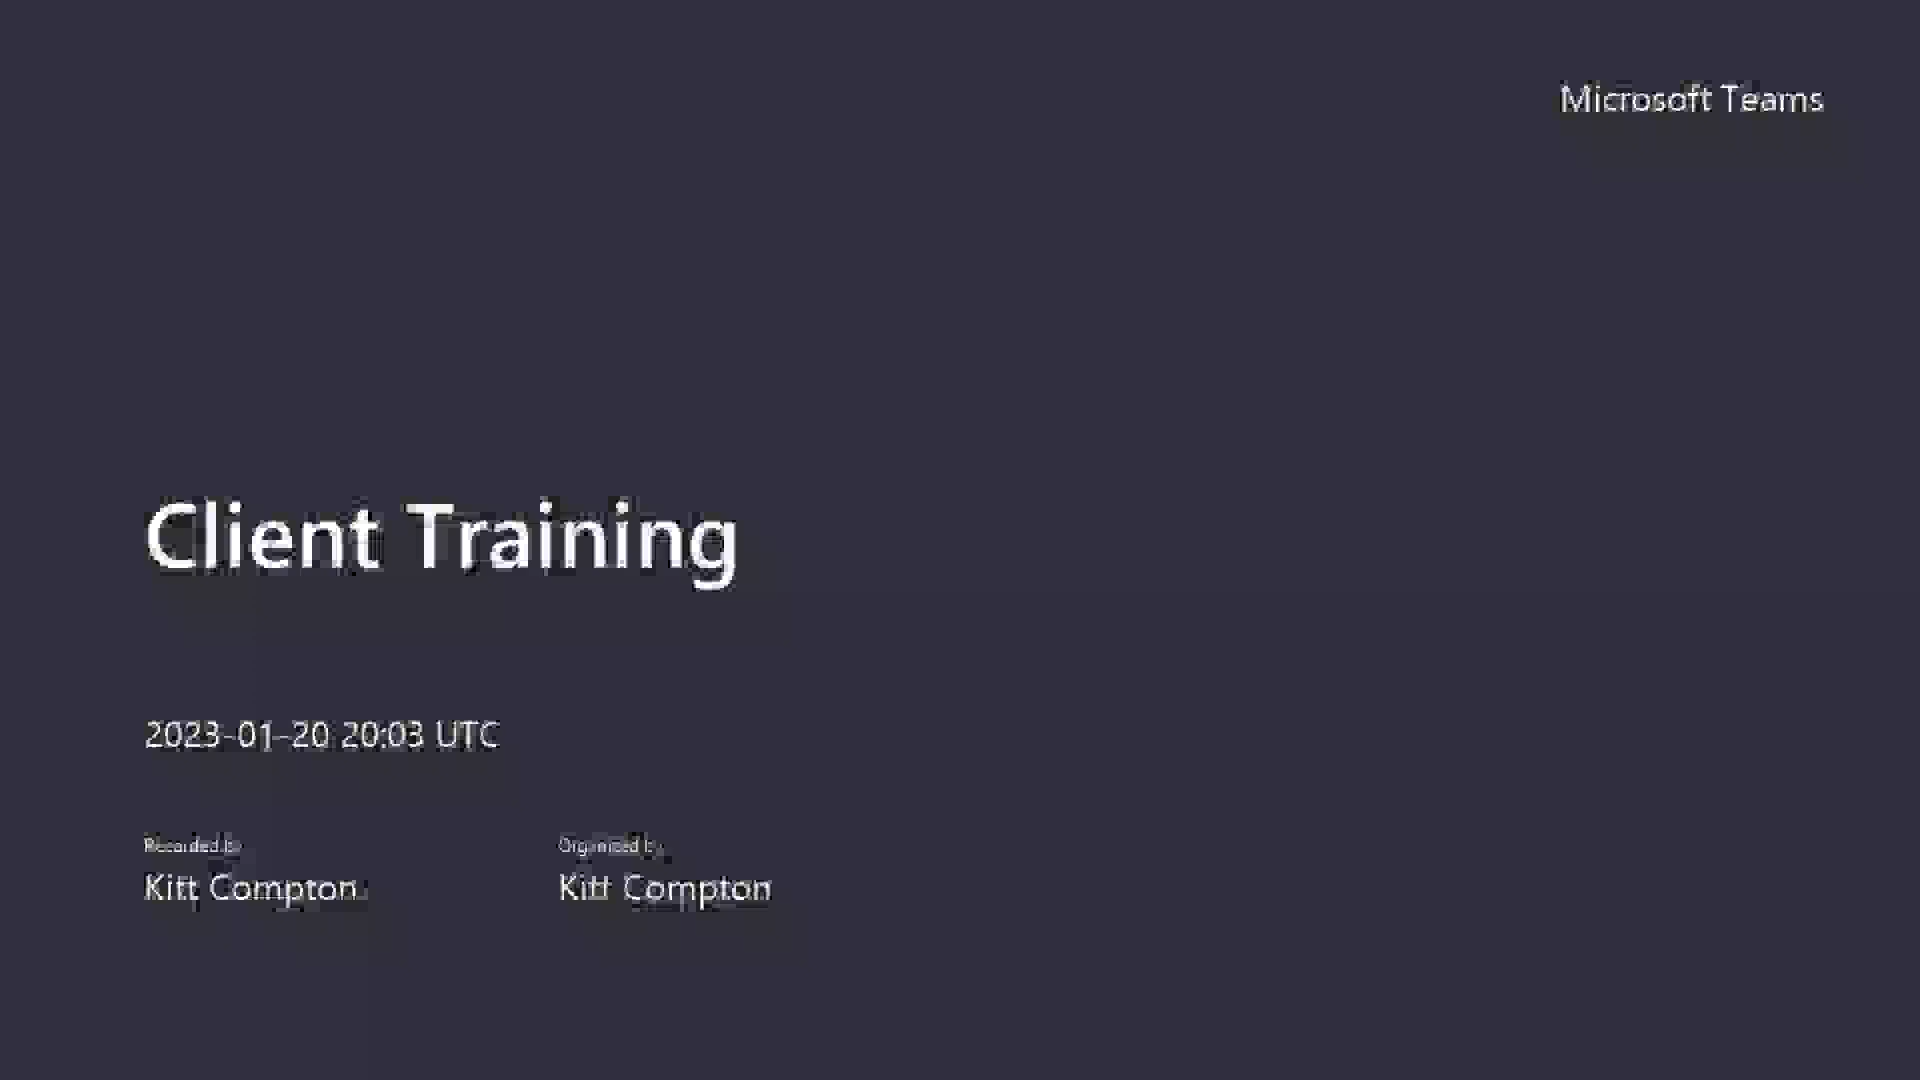 Microsoft Teams
Client Training
2023-01-20 20:03 UTC
Recorded by
Organized by
Kitt Compton
Kitt Compton